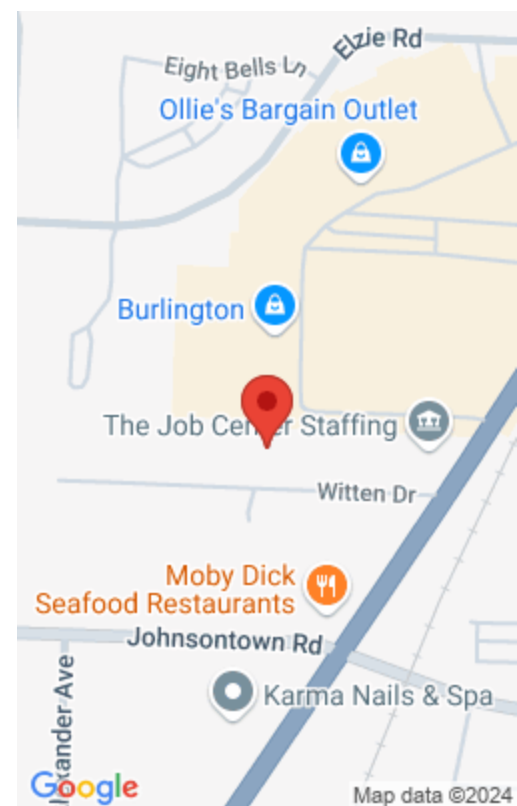 Elzie Rd
Eight Bells Ln
Ollie's Bargain Outlet
Burlington
The Job Center Staffing
Witten Dr
Moby Dick
Seafood Restaurants
Johnsontown Rd
Karma Nails & Spa
Ave
Google
Map data ©2024